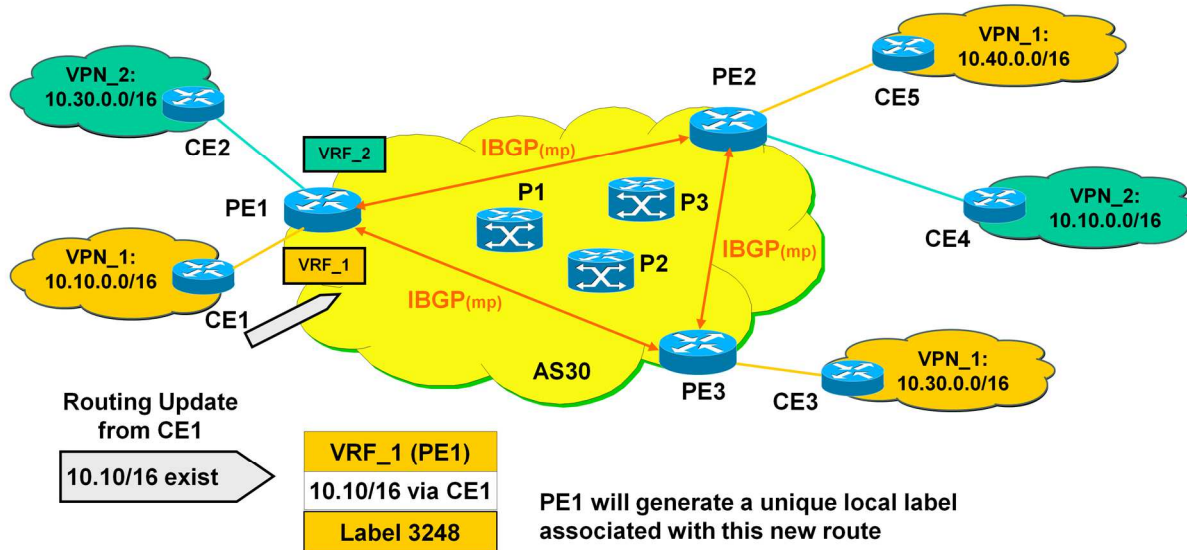 VPN_2:
10.30.0.0/16
CE2
VRF_2
PE1
VRF_1
VPN_1:
10.10.0.0/16
CE1
IBGP(mp)
P1
P3
P2
IBGP(mp)
IBGP(mp)
AS30
PE2
VPN_1:
10.40.0.0/16
CE5
VPN_2:
10.10.0.0/16
CE4
PE3
VPN_1:
10.30.0.0/16
CE3
Routing Update
from CE1
10.10/16 exist
VRF_1 (PE1)
10.10/16 via CE1
Label 3248
PE1 will generate a unique local label
associated with this new route